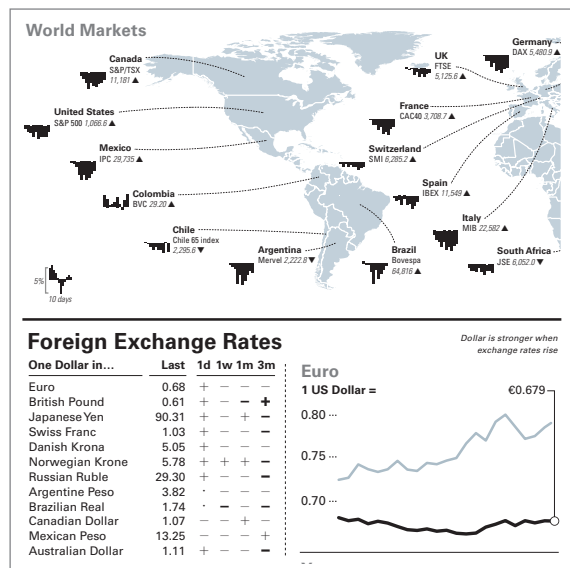 World Markets
Canada
S&P/TSX
11,181 ▲
United States
S&P 500 1,066.6 ▲
Mexico
IPC 29,735 ▲
Colombia
BVC 29.20 ▲
Chile
Chile 65 index
2,295.6 ▼
Argentina
Mervel 2,222.8 ▼
Brazil
Bovespa
64,816 ▲
UK
FTSE
5,125.6 ▲
Germany
DAX 5,480.9 ▲
France
CAC40 3,708.7 ▲
Switzerland
SMI 6,285.2 ▲
Spain
IBEX 11,549 ▲
Italy
MIB 22,582 ▲
South Africa
JSE 6,052.0 ▼
5%
10 days
Foreign Exchange Rates
Dollar is stronger when
exchange rates rise
One Dollar in... Last 1d 1w 1m 3m
Euro 0.68 + – – –
British Pound 0.61 + – – +
Japanese Yen 90.31 + – + –
Swiss Franc 1.03 + – – –
Danish Krona 5.05 + – – –
Norwegian Krone 5.78 + + + –
Russian Ruble 29.30 + – – –
Argentine Peso 3.82 · – – –
Brazilian Real 1.74 · – – –
Canadian Dollar 1.07 – – + –
Mexican Peso 13.25 – – – +
Australian Dollar 1.11 + – – –
Euro
1 US Dollar = €0.679
0.80
0.75
0.70